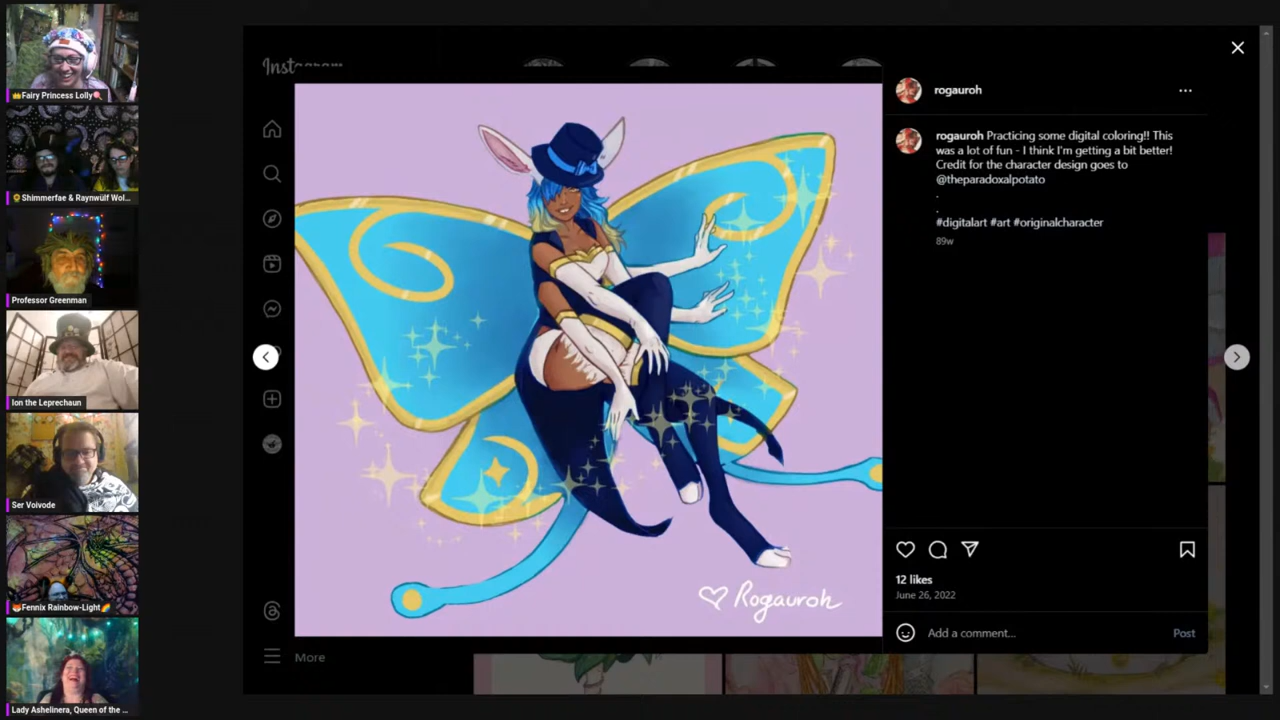 Fairy Princess Lolly
Shimmerfae & Raynwülf Wol...
Professor Greenman
Ion the Leprechaun
Ser Voivode
Fennix Rainbow-Light
Lady Ashelinera, Queen of the ...
Instagram
More
Rogauroh
rogauroh
rogauroh Practicing some digital coloring!! This
was a lot of fun - I think I'm getting a bit better!
Credit for the character design goes to
@theparadoxalpotato
.
.
#digitalart #art #originalcharacter
89w
12 likes
June 26, 2022
Add a comment... Post